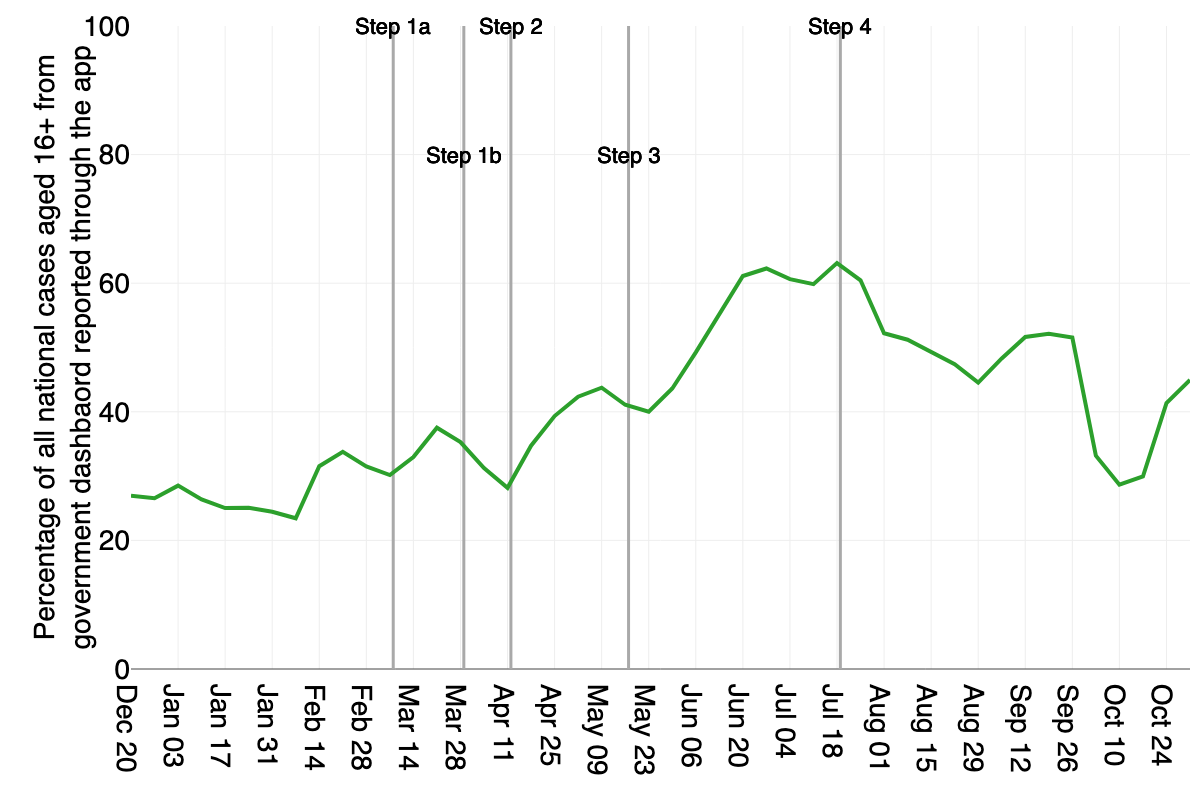 Percentage of all national cases aged 16+ from
government dashbaord reported through the app
100
80
60
40
20
0
Step 1a
Step 2
Step 4
Step 1b
Step 3
Dec 20
Jan 03
Jan 17
Jan 31
Feb 14
Feb 28
Mar 14
Mar 28
Apr 11
Apr 25
May 09
May 23
Jun 06
Jun 20
Jul 04
Jul 18
Aug 01
Aug 15
Aug 29
Sep 12
Sep 26
Oct 10
Oct 24